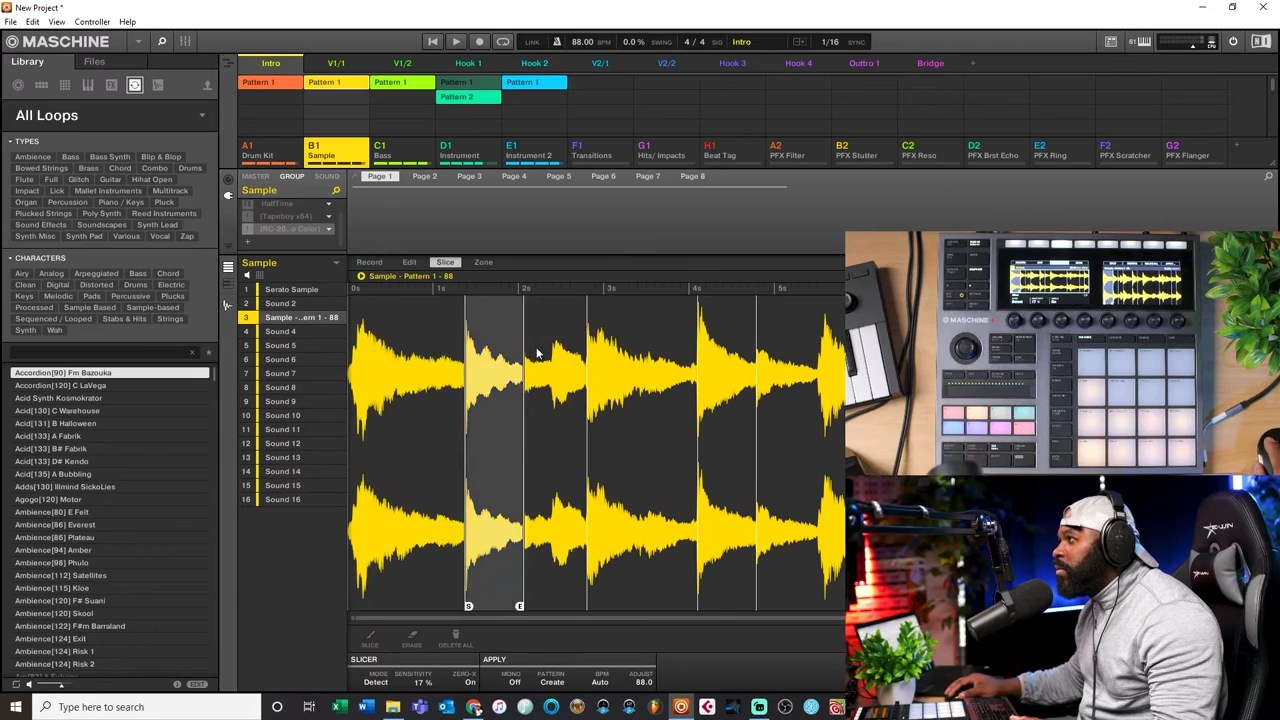 New Project *
File Edit View Controller Help
MASCHINE
LINK 88.00 BPM 0.0 % SWING 4 / 4 SIG Intro 1/16 SYNC
Library Files
Intro V1/1 V1/2 Hook 1 Hook 2 V2/1 V2/2 Hook 3 Hook 4 Outtro 1 Bridge +
Pattern 1 Pattern 1 Pattern 1 Pattern 1 Pattern 1
Pattern 2
All Loops
A1 B1 C1 D1 E1 F1 G1 H1 A2 B2 C2 D2 E2 F2 G2
Drum Kit Sample Bass Instrument Instrument 2 Transitions Hits/ Impacts Beat Tag PFX Filter PFX Stutter PFX Reso PFX Brst Echo PFX Ring PFX Scratcher PFX Flanger
TYPES
Ambience Bass Bass Synth Blip & Blop
Bowed Strings Brass Chord Combo Drums
Flute Full Glitch Guitar Hihat Open
Impact Lick Mallet Instruments Multitrack
Organ Percussion Piano / Keys Pluck
Plucked Strings Poly Synth Reed Instruments
Sound Effects Soundscapes Synth Lead
Synth Misc Synth Pad Various Vocal Zap
CHARACTERS
Airy Analog Arpeggiated Bass Chord
Clean Digital Distorted Drums Electric
Keys Melodic Pads Percussive Plucks
Processed Sample Based Sample-based
Sequenced / Looped Stabs & Hits Strings
Synth Wah
Accordion[90] Fm Bazouka
Accordion[120] C LaVega
Acid Synth Kosmokrator
Acid[130] C Warehouse
Acid[131] B Halloween
Acid[133] A Fabrik
Acid[133] B# Fabrik
Acid[133] D# Kendo
Acid[135] A Bubbling
Adds[130] Illmind SickoLies
Agogo[120] Motor
Ambience[80] E Felt
Ambience[86] Everest
Ambience[86] Plateau
Ambience[94] Amber
Ambience[98] Phulo
Ambience[112] Satellites
Ambience[115] Kloe
Ambience[120] F# Suani
Ambience[120] Skool
Ambience[122] F#m Barraland
Ambience[124] Exit
Ambience[124] Risk 1
Ambience[124] Risk 2
EDIT
MASTER GROUP SOUND
Page 1 Page 2 Page 3 Page 4 Page 5 Page 6 Page 7 Page 8
Sample
HalfTime
(Tapeboy x64)
(RC-20...o Color)
+
Sample
Record Edit Slice Zone
Sample - Pattern 1 - 88
0s 1s 2s 3s 4s 5s
1 Serato Sample
2 Sound 2
3 Sample -..ern 1 - 88
4 Sound 4
5 Sound 5
6 Sound 6
7 Sound 7
8 Sound 8
9 Sound 9
10 Sound 10
11 Sound 11
12 Sound 12
13 Sound 13
14 Sound 14
15 Sound 15
16 Sound 16
S E
SLICE ERASE DELETE ALL
SLICER APPLY
MODE SENSITIVITY ZERO-X MONO PATTERN BPM ADJUST
Detect 17 % On Off Create Auto 88.0
MASCHINE
E-WIN
Type here to search